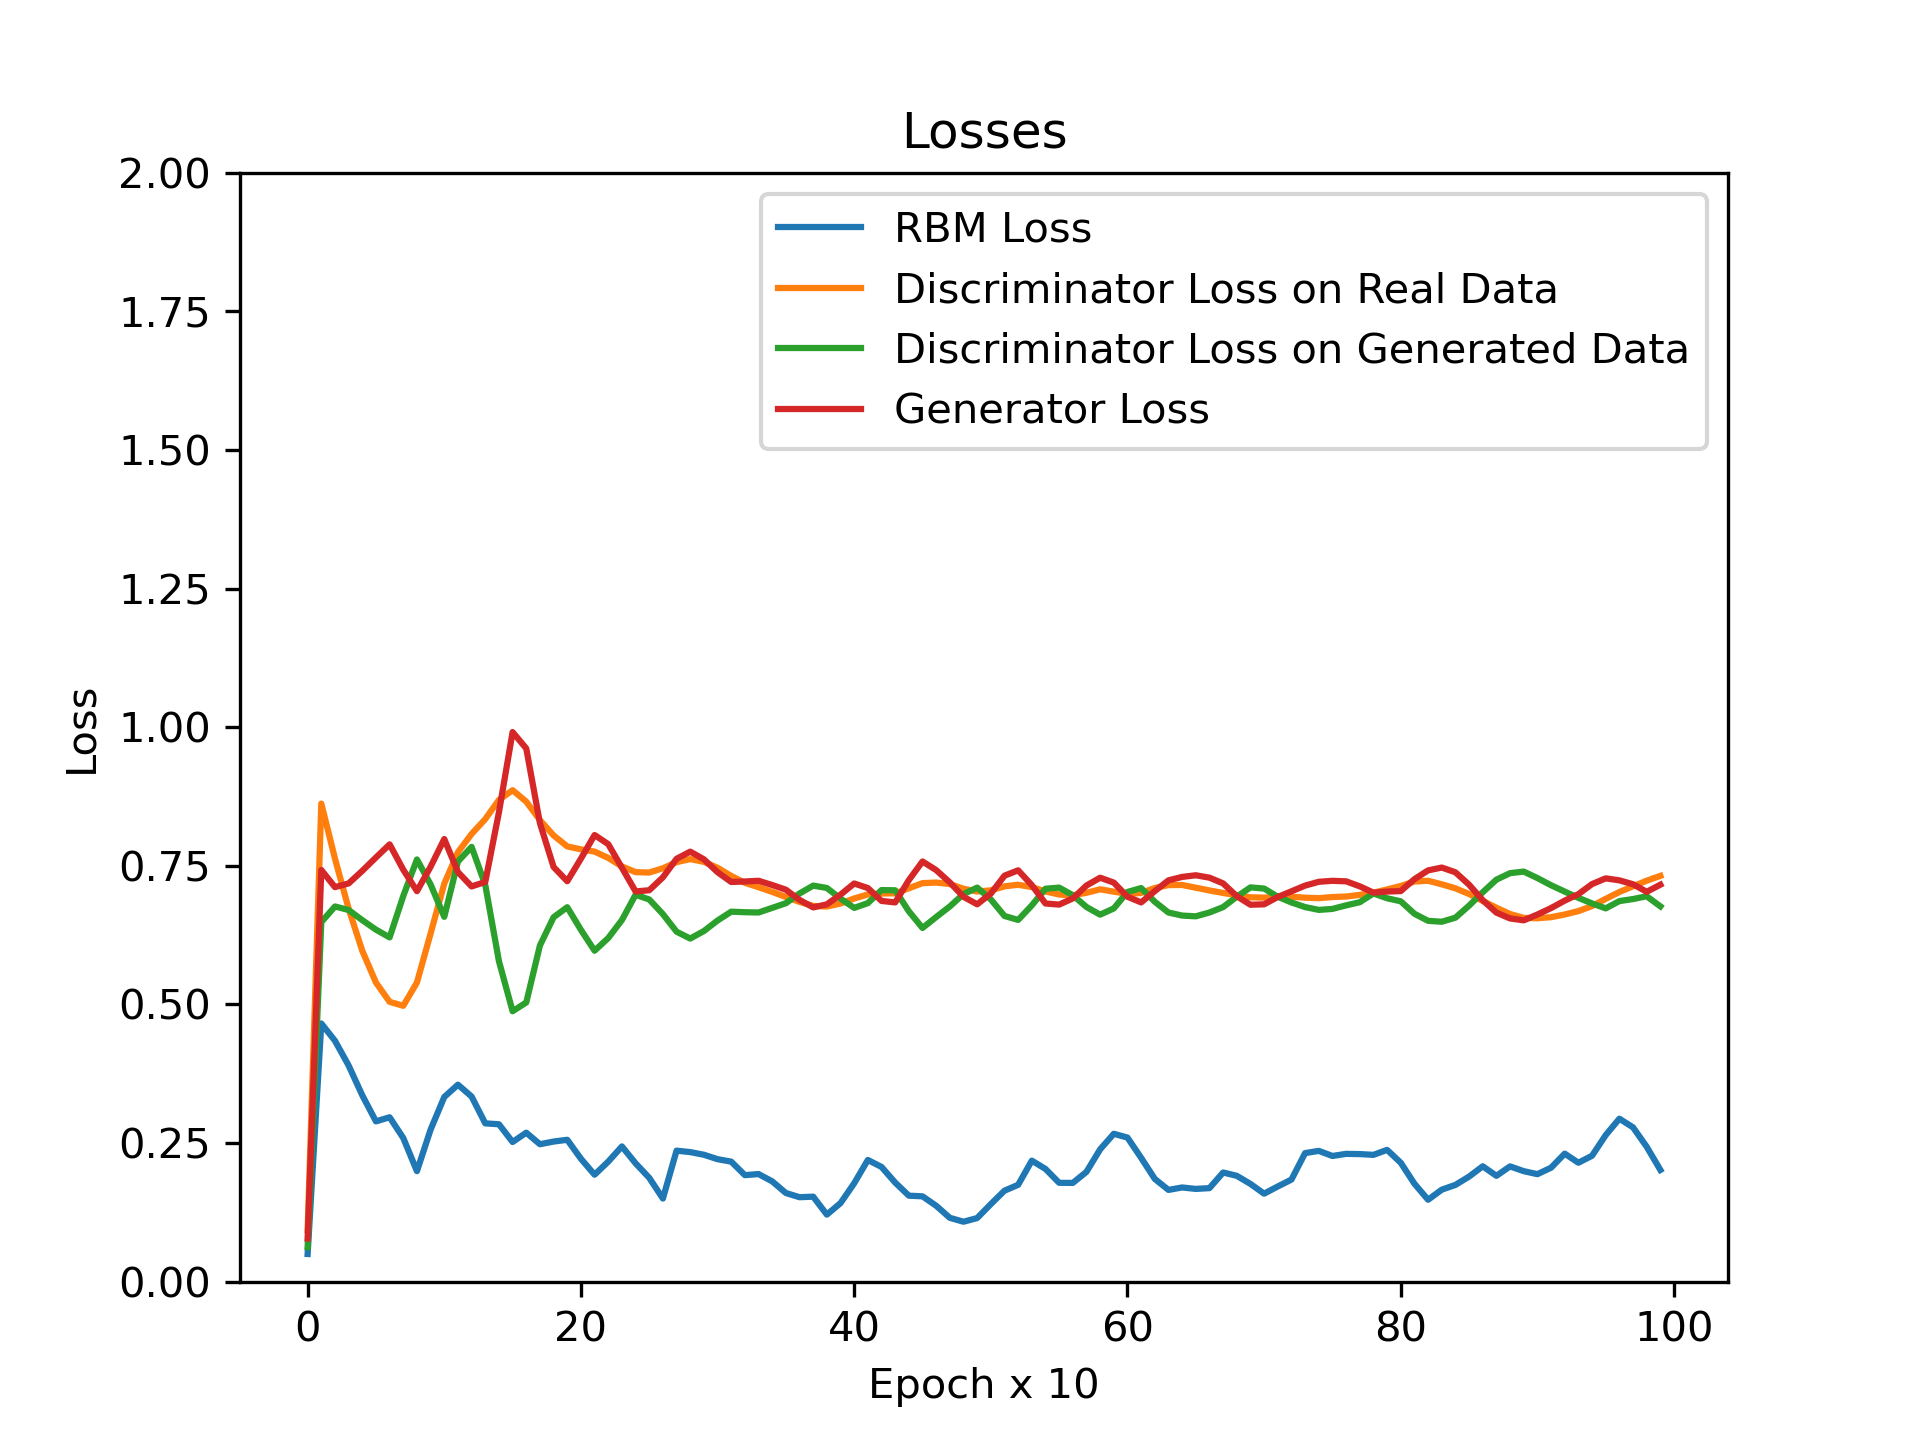 Losses
2.00
1.75
1.50
1.25
1.00
0.75
0.50
0.25
0.00
Loss
RBM Loss
Discriminator Loss on Real Data
Discriminator Loss on Generated Data
Generator Loss
0 20 40 60 80 100
Epoch x 10